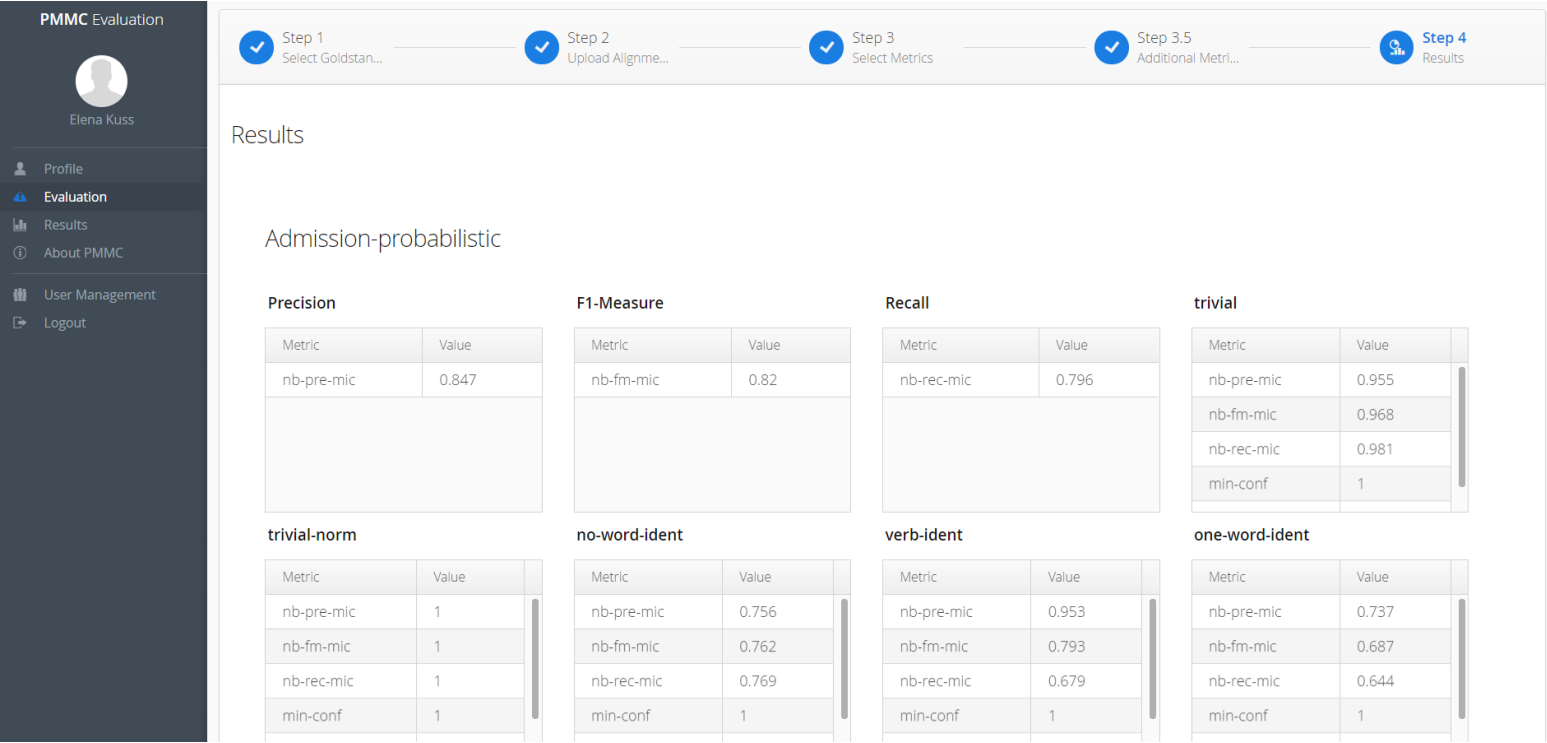 PMMC Evaluation
Elena Kuss
Profile
Evaluation
Results
About PMMC
User Management
Logout
Step 1
Select Goldstan...
Step 2
Upload Alignme...
Step 3
Select Metrics
Step 3.5
Additional Metri...
Step 4
Results
Results
Admission-probabilistic
Precision
Metric Value
nb-pre-mic 0.847
F1-Measure
Metric Value
nb-fm-mic 0.82
Recall
Metric Value
nb-rec-mic 0.796
trivial
Metric Value
nb-pre-mic 0.955
nb-fm-mic 0.968
nb-rec-mic 0.981
min-conf 1
trivial-norm
Metric Value
nb-pre-mic 1
nb-fm-mic 1
nb-rec-mic 1
min-conf 1
no-word-ident
Metric Value
nb-pre-mic 0.756
nb-fm-mic 0.762
nb-rec-mic 0.769
min-conf 1
verb-ident
Metric Value
nb-pre-mic 0.953
nb-fm-mic 0.793
nb-rec-mic 0.679
min-conf 1
one-word-ident
Metric Value
nb-pre-mic 0.737
nb-fm-mic 0.687
nb-rec-mic 0.644
min-conf 1